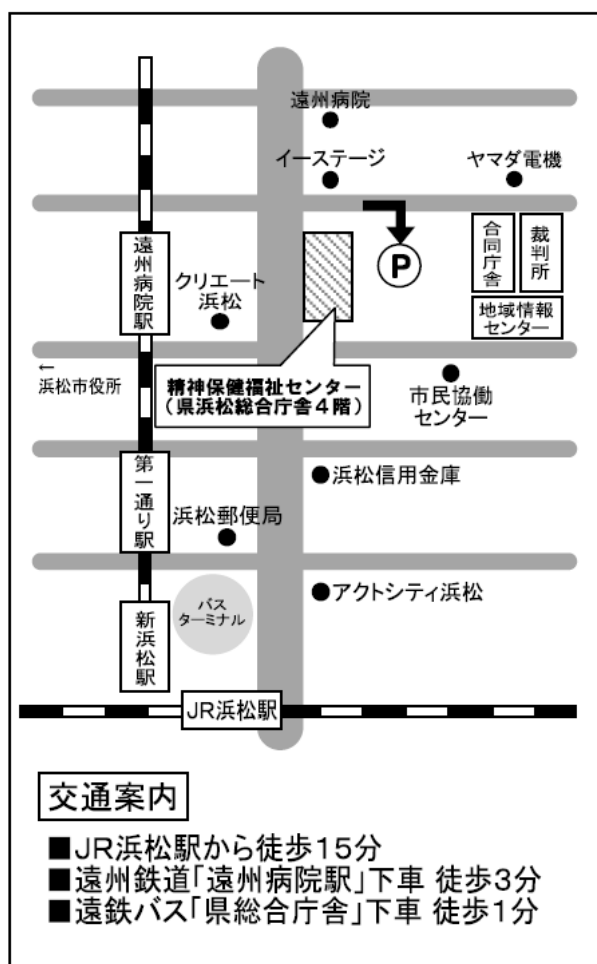 遠州病院
イーステージ
ヤマダ電機
遠州病院駅
クリエート
浜松
P
合同庁舎
裁判所
地域情報
センター
←
浜松市役所
精神保健福祉センター
(県浜松総合庁舎4階)
市民協働
センター
第一通り駅
浜松信用金庫
浜松郵便局
バス
ターミナル
アクトシティ浜松
新浜松駅
JR浜松駅
交通案内
■JR浜松駅から徒歩15分
■遠州鉄道「遠州病院駅」下車 徒歩3分
■遠鉄バス「県総合庁舎」下車 徒歩1分